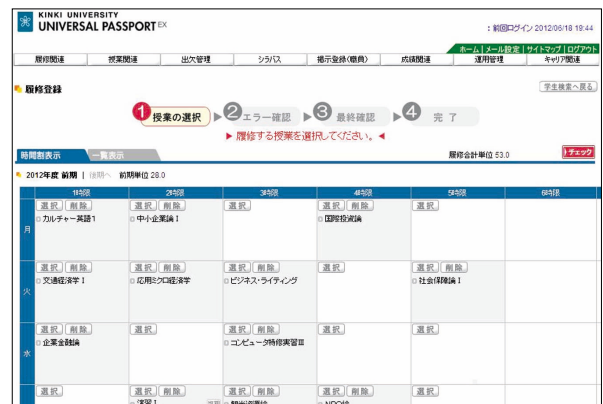 KINKI UNIVERSITY
UNIVERSAL PASSPORT EX
: 前回ログイン 2012/06/18 19:44
ホーム | メール設定 | サイトマップ | ログアウト
履修関連 授業関連 出欠管理 シラバス 掲示登録(職員) 成績関連 運用管理 キャリア関連
履修登録 学生検索へ戻る
1 授業の選択 ▶ 2 エラー確認 ▶ 3 最終確認 ▶ 4 完了
▶ 履修する授業を選択してください。 ◀
時間割表示 一覧表示 履修合計単位 53.0 チェック
2012年度 前期 | 後期へ 前期単位 28.0
1時限 2時限 3時限 4時限 5時限 6時限
月
選択 削除 選択 削除 選択 選択 削除 選択
カルチャー英語1 中小企業論 I 国際投資論
火
選択 削除 選択 削除 選択 削除 選択 選択 削除
交通経済学 I 応用ミクロ経済学 ビジネス・ライティング 社会保障論 I
水
選択 削除 選択 選択 削除 選択 選択
企業金融論 コンピュータ特修実習III
選択 選択 削除 選択 削除 選択 削除 選択
演習 I 観光産業論 NPO論